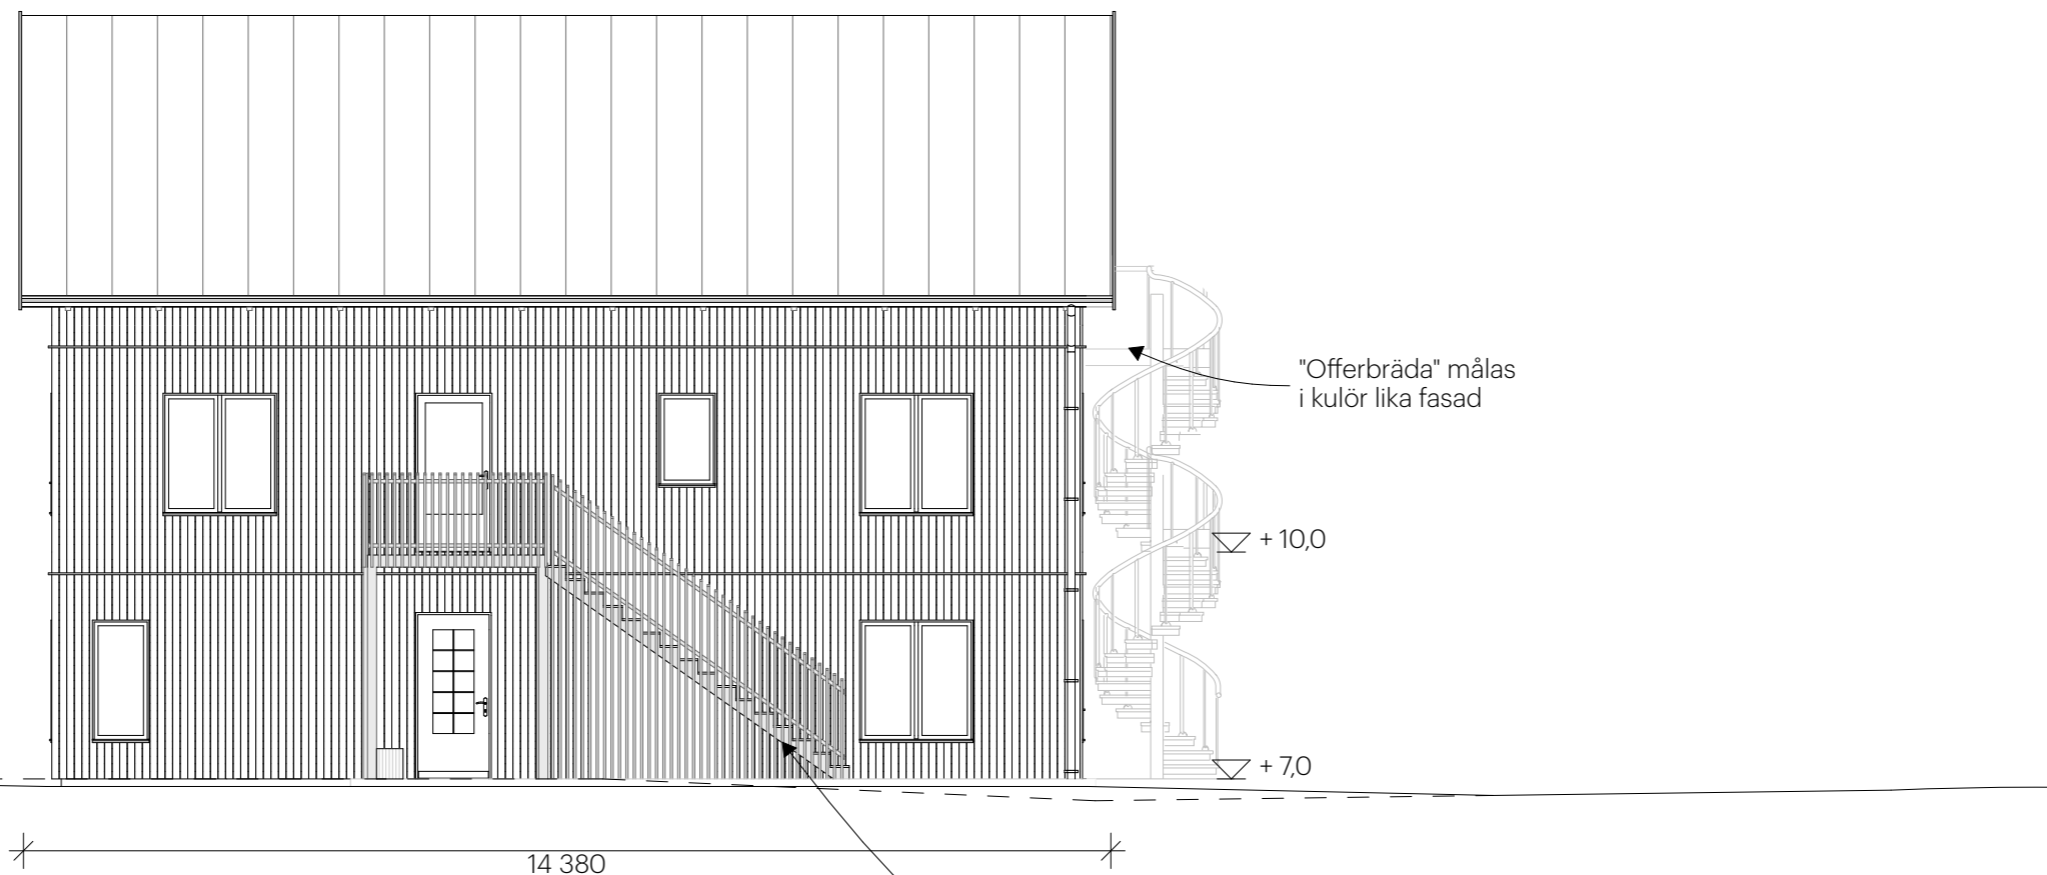 "Offerbräda" målas
i kulör lika fasad
+ 10,0
+ 7,0
14 380